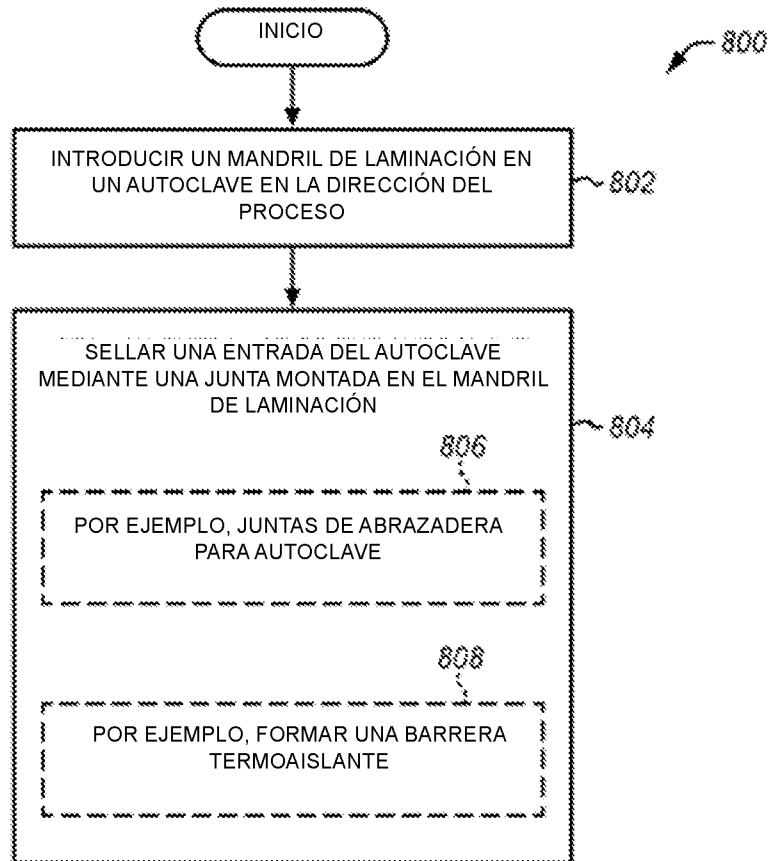 INICIO
800
INTRODUCIR UN MANDRIL DE LAMINACIÓN EN
UN AUTOCLAVE EN LA DIRECCIÓN DEL
PROCESO
802
SELLAR UNA ENTRADA DEL AUTOCLAVE
MEDIANTE UNA JUNTA MONTADA EN EL MANDRIL
DE LAMINACIÓN
804
806
POR EJEMPLO, JUNTAS DE ABRAZADERA
PARA AUTOCLAVE
808
POR EJEMPLO, FORMAR UNA BARRERA
TERMOAISLANTE